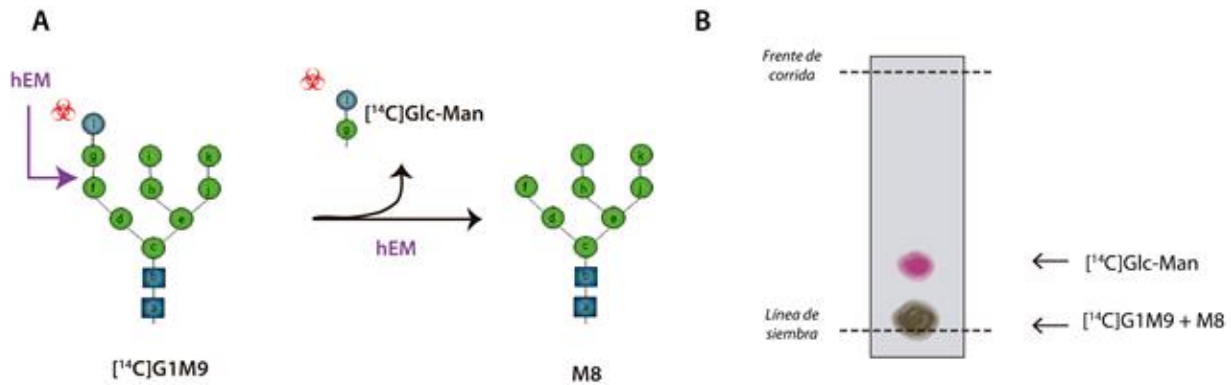 A
hEM
l
g
f
d
c
b
a
i
h
e
k
j
[¹⁴C]G1M9
l
g
[¹⁴C]Glc-Man
hEM
f
d
c
i
h
e
k
j
b
a
M8
B
Frente de
corrida
Línea de
siembra
[¹⁴C]Glc-Man
[¹⁴C]G1M9 + M8